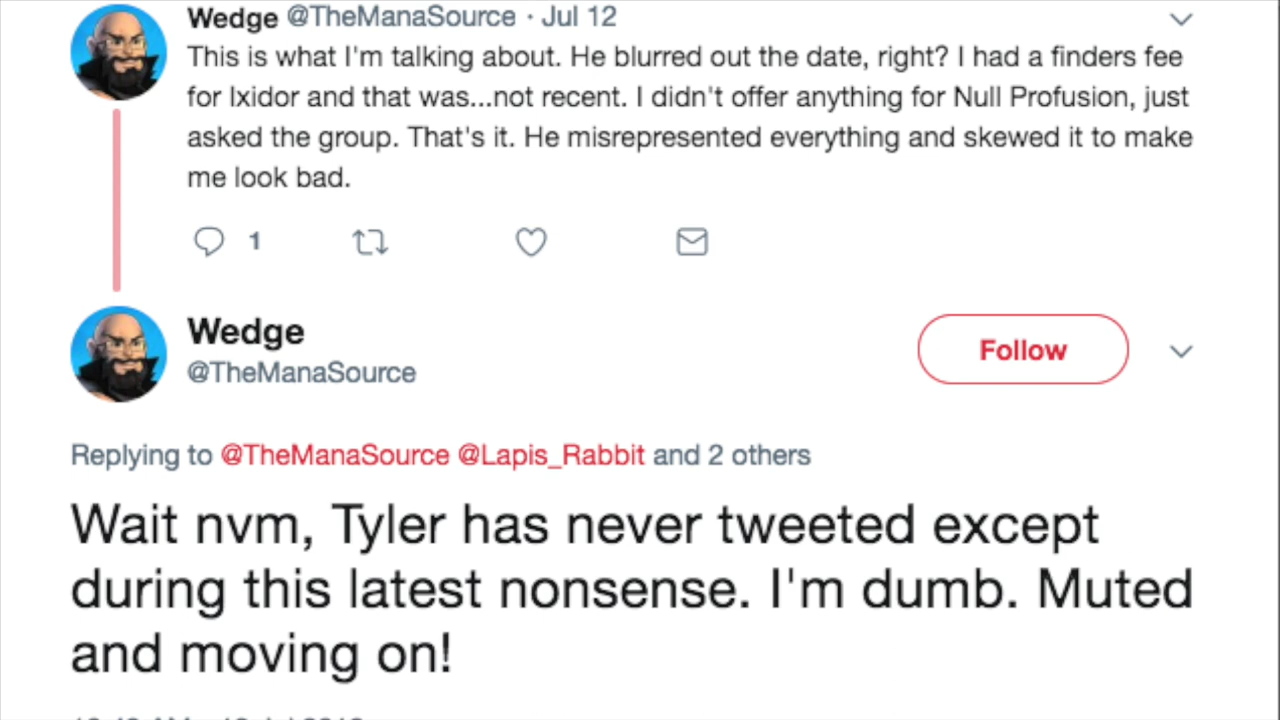 Wedge @TheManaSource · Jul 12
This is what I'm talking about. He blurred out the date, right? I had a finders fee
for Ixidor and that was...not recent. I didn't offer anything for Null Profusion, just
asked the group. That's it. He misrepresented everything and skewed it to make
me look bad.
1
Wedge
@TheManaSource
Follow
Replying to @TheManaSource @Lapis_Rabbit and 2 others
Wait nvm, Tyler has never tweeted except
during this latest nonsense. I'm dumb. Muted
and moving on!